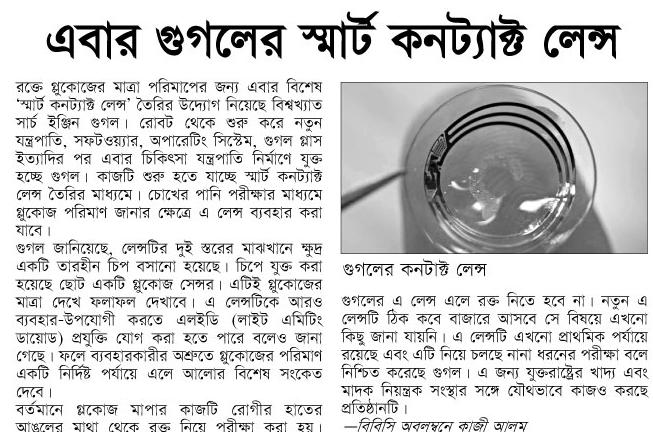 এবার গুগলের স্মার্ট কনট্যাক্ট লেন্স
রক্তে গ্লুকোজের মাত্রা পরিমাপের জন্য এবার বিশেষ
‘স্মার্ট কনট্যাক্ট লেন্স’ তৈরির উদ্যোগ নিয়েছে বিশ্বখ্যাত
সার্চ ইঞ্জিন গুগল। রোবট থেকে শুরু করে নতুন
যন্ত্রপাতি, সফটওয়্যার, অপারেটিং সিস্টেম, গুগল গ্লাস
ইত্যাদির পর এবার চিকিৎসা যন্ত্রপাতি নির্মাণে যুক্ত
হচ্ছে গুগল। কাজটি শুরু হতে যাচ্ছে স্মার্ট কনট্যাক্ট
লেন্স তৈরির মাধ্যমে। চোখের পানি পরীক্ষার মাধ্যমে
গ্লুকোজ পরিমাণ জানার ক্ষেত্রে এ লেন্স ব্যবহার করা
যাবে।
গুগল জানিয়েছে, লেন্সটির দুই স্তরের মাঝখানে ক্ষুদ্র
একটি তারহীন চিপ বসানো হয়েছে। চিপে যুক্ত করা
হয়েছে ছোট একটি গ্লুকোজ সেন্সর। এটিই গ্লুকোজের
মাত্রা দেখে ফলাফল দেখাবে। এ লেন্সটিকে আরও
ব্যবহার-উপযোগী করতে এলইডি (লাইট এমিটিং
ডায়োড) প্রযুক্তি যোগ করা হতে পারে বলেও জানা
গেছে। ফলে ব্যবহারকারীর অশ্রুতে গ্লুকোজের পরিমাণ
একটি নির্দিষ্ট পর্যায়ে এলে আলোর বিশেষ সংকেত
দেবে।
বর্তমানে গ্লুকোজ মাপার কাজটি রোগীর হাতের
আঙুলের মাথা থেকে রক্ত নিয়ে পরীক্ষা করা হয়।
গুগলের কনটাক্ট লেন্স
গুগলের এ লেন্স এলে রক্ত নিতে হবে না। নতুন এ
লেন্সটি ঠিক কবে বাজারে আসবে সে বিষয়ে এখনো
কিছু জানা যায়নি। এ লেন্সটি এখনো প্রাথমিক পর্যায়ে
রয়েছে এবং এটি নিয়ে চলছে নানা ধরনের পরীক্ষা বলে
নিশ্চিত করেছে গুগল। এ জন্য যুক্তরাষ্ট্রের খাদ্য এবং
মাদক নিয়ন্ত্রক সংস্থার সঙ্গে যৌথভাবে কাজও করছে
প্রতিষ্ঠানটি।
—বিবিসি অবলম্বনে কাজী আলম